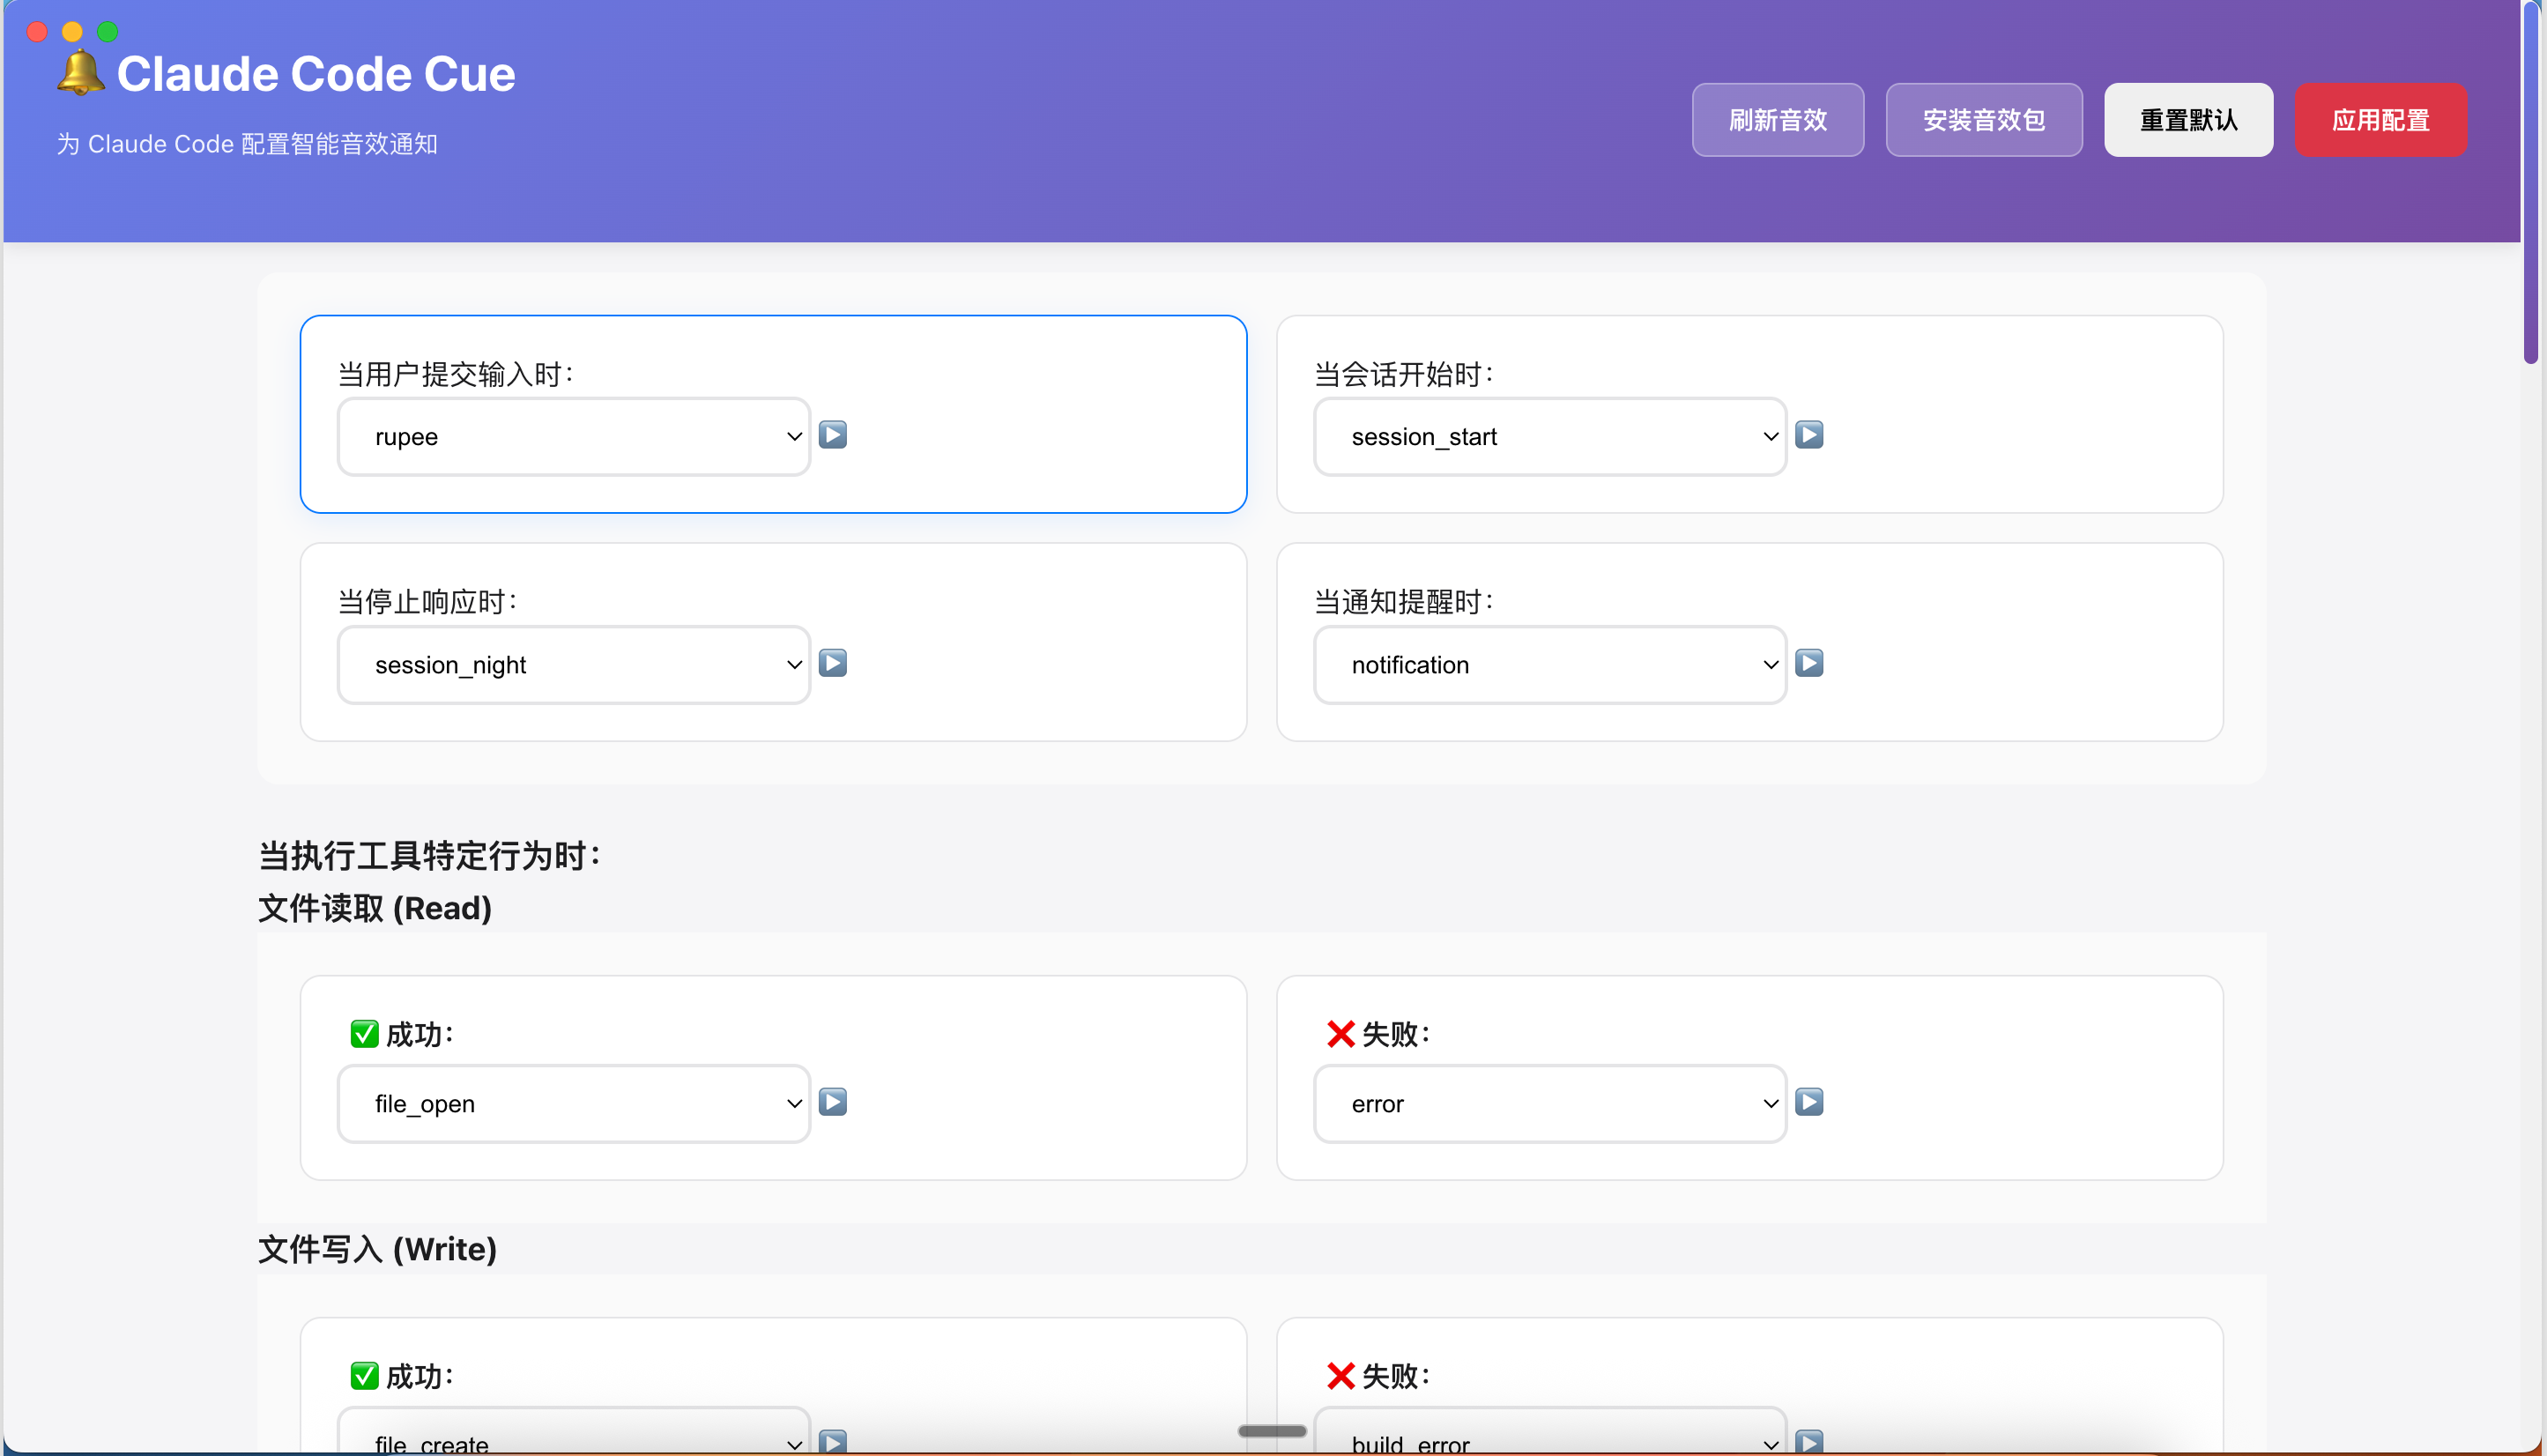 Claude Code Cue
为 Claude Code 配置智能音效通知
刷新音效
安装音效包
重置默认
应用配置
当用户提交输入时：
rupee
当会话开始时：
session_start
当停止响应时：
session_night
当通知提醒时：
notification
当执行工具特定行为时：
文件读取 (Read)
成功：
file_open
失败：
error
文件写入 (Write)
成功：
file_create
失败：
build_error